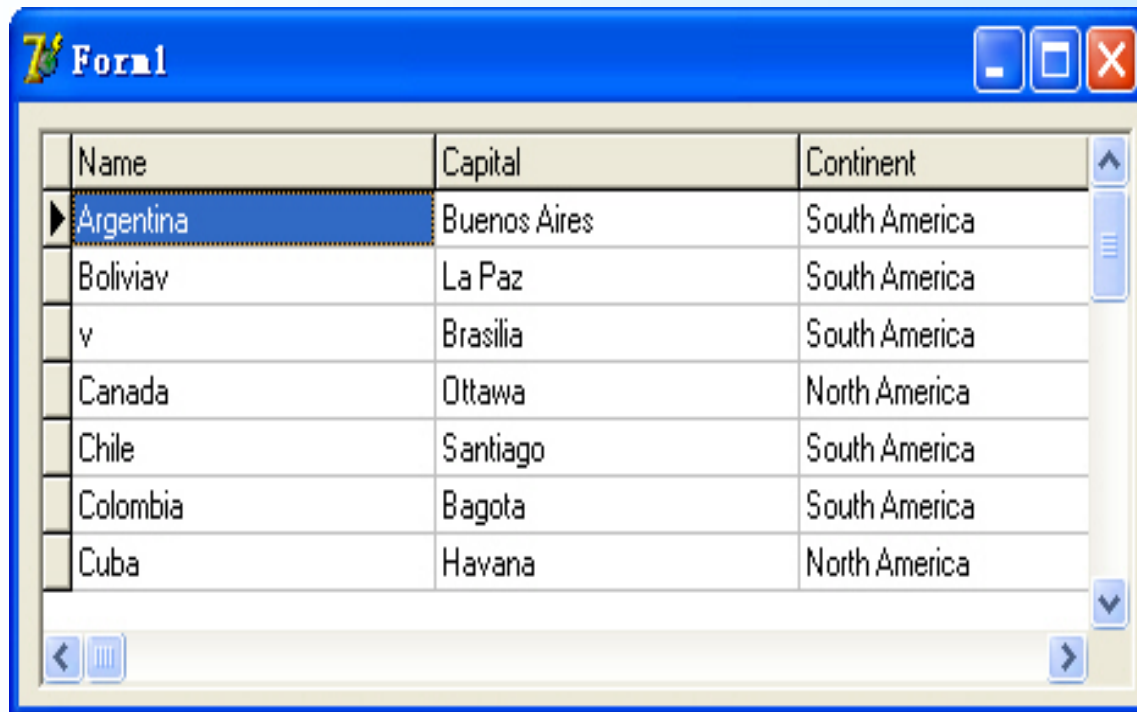 Form1
Name Capital Continent
Argentina Buenos Aires South America
Boliviav La Paz South America
v Brasilia South America
Canada Ottawa North America
Chile Santiago South America
Colombia Bagota South America
Cuba Havana North America